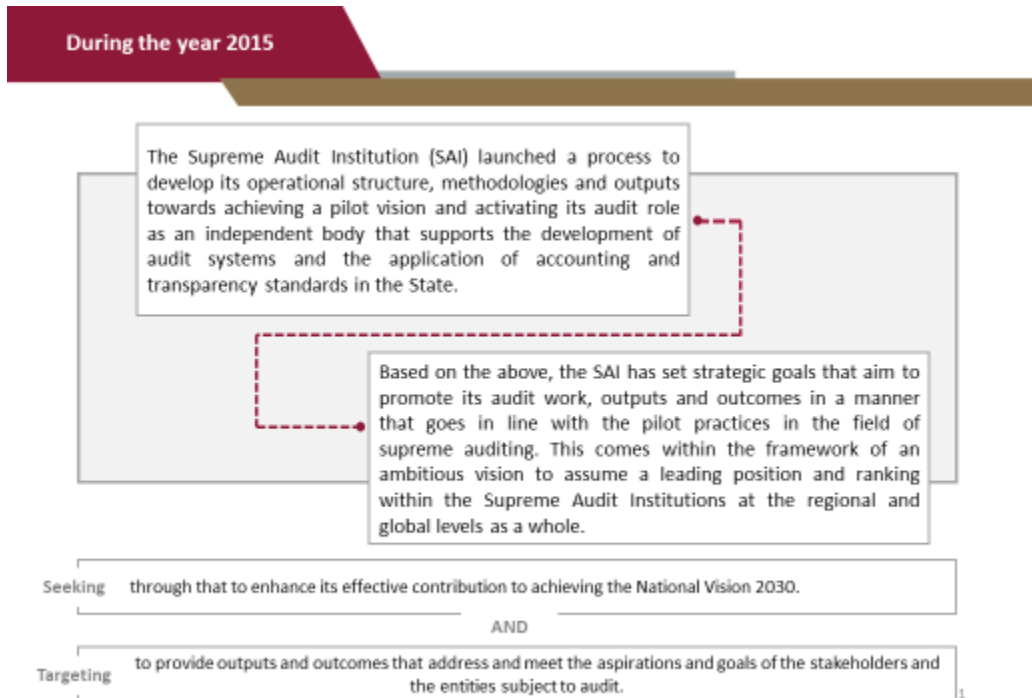 During the year 2015
The Supreme Audit Institution (SAI) launched a process to
develop its operational structure, methodologies and outputs
towards achieving a pilot vision and activating its audit role
as an independent body that supports the development of
audit systems and the application of accounting and
transparency standards in the State.
Based on the above, the SAI has set strategic goals that aim to
promote its audit work, outputs and outcomes in a manner
that goes in line with the pilot practices in the field of
supreme auditing. This comes within the framework of an
ambitious vision to assume a leading position and ranking
within the Supreme Audit Institutions at the regional and
global levels as a whole.
Seeking through that to enhance its effective contribution to achieving the National Vision 2030.
AND
Targeting to provide outputs and outcomes that address and meet the aspirations and goals of the stakeholders and
the entities subject to audit.
1